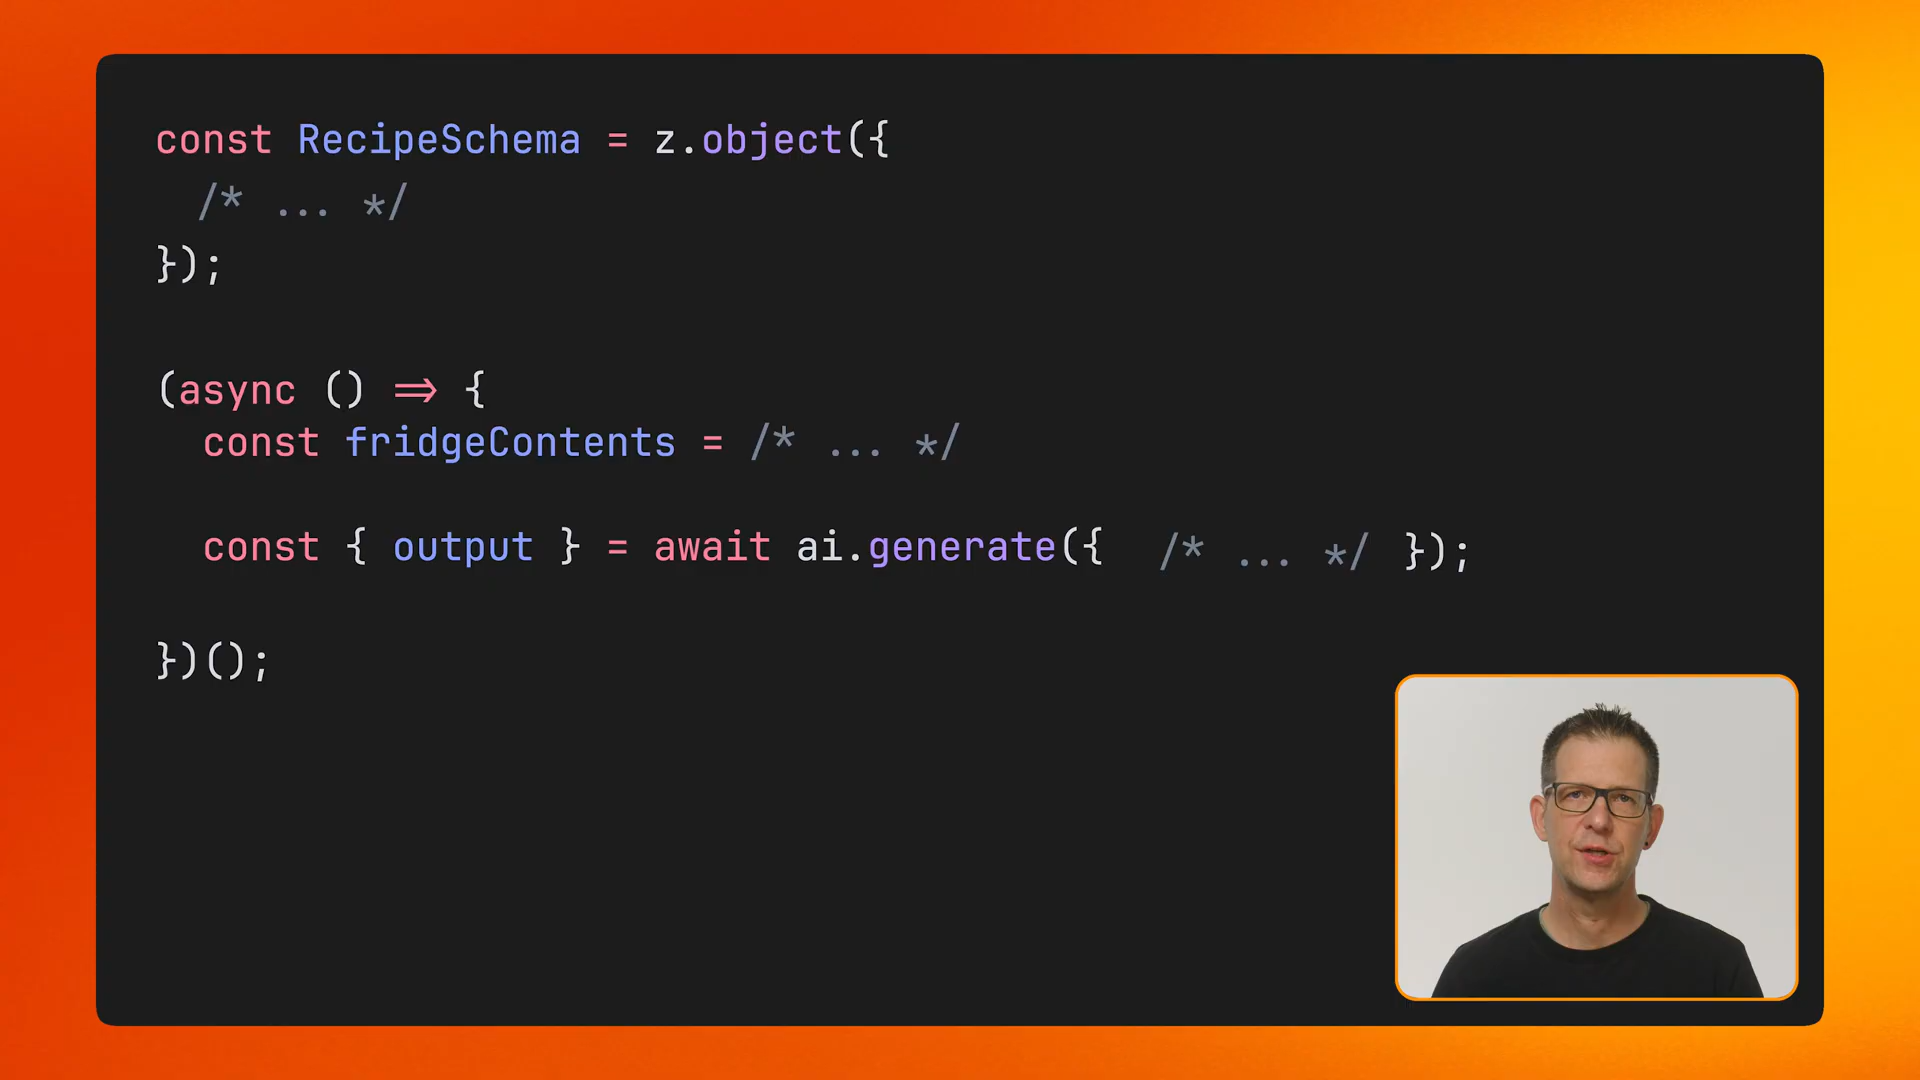 const RecipeSchema = z.object({
/* ... */
});
(async () => {
const fridgeContents = /* ... */
const { output } = await ai.generate({ /* ... */ });
})();